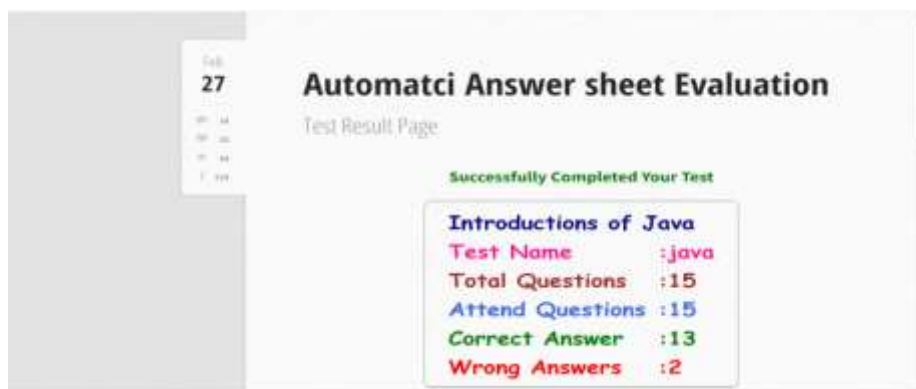 Feb
27
Automatci Answer sheet Evaluation
Test Result Page
Successfully Completed Your Test
Introductions of Java
Test Name :java
Total Questions :15
Attend Questions :15
Correct Answer :13
Wrong Answers :2